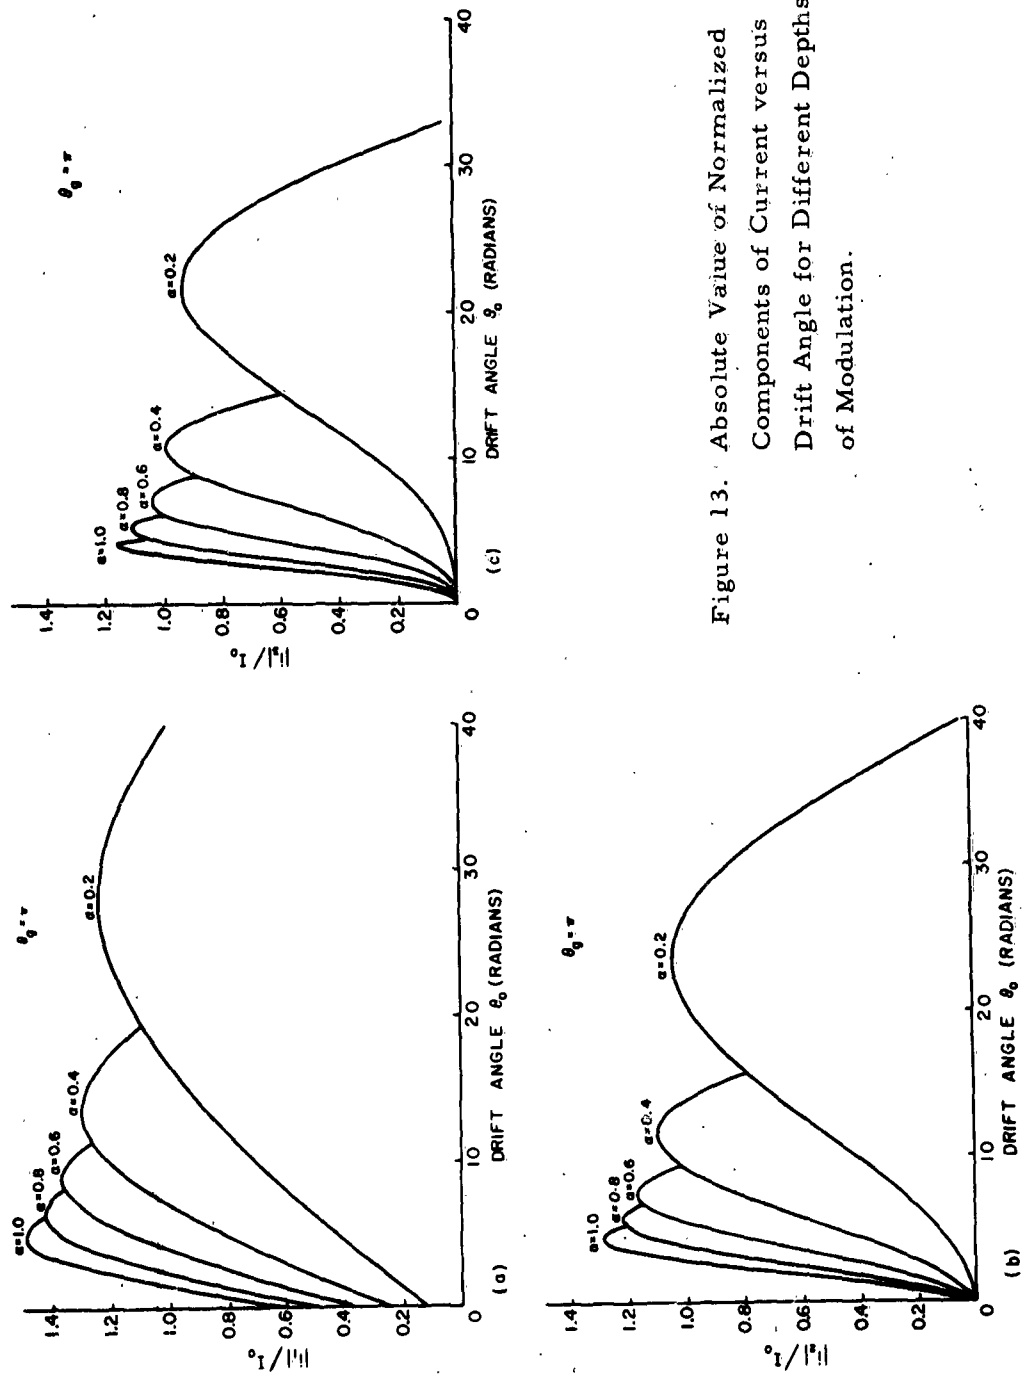 |i₁|/I₀
1.4
1.2
1.0
0.8
0.6
0.4
0.2
0
10
20
30
40
α=1.0
α=0.8
α=0.6
α=0.4
α=0.2
θg = π
DRIFT ANGLE θ₀ (RADIANS)
(a)
|i₂|/I₀
1.4
1.2
1.0
0.8
0.6
0.4
0.2
0
10
20
30
40
α=1.0
α=0.8
α=0.6
α=0.4
α=0.2
θg = π
DRIFT ANGLE θ₀ (RADIANS)
(b)
1.4
1.2
1.0
0.8
0.6
0.4
0.2
0
10
20
30
40
α=1.0
α=0.8
α=0.6
α=0.4
α=0.2
θg = π
DRIFT ANGLE θ₀ (RADIANS)
(c)
Figure 13. Absolute Value of Normalized
Components of Current versus
Drift Angle for Different Depths
of Modulation.